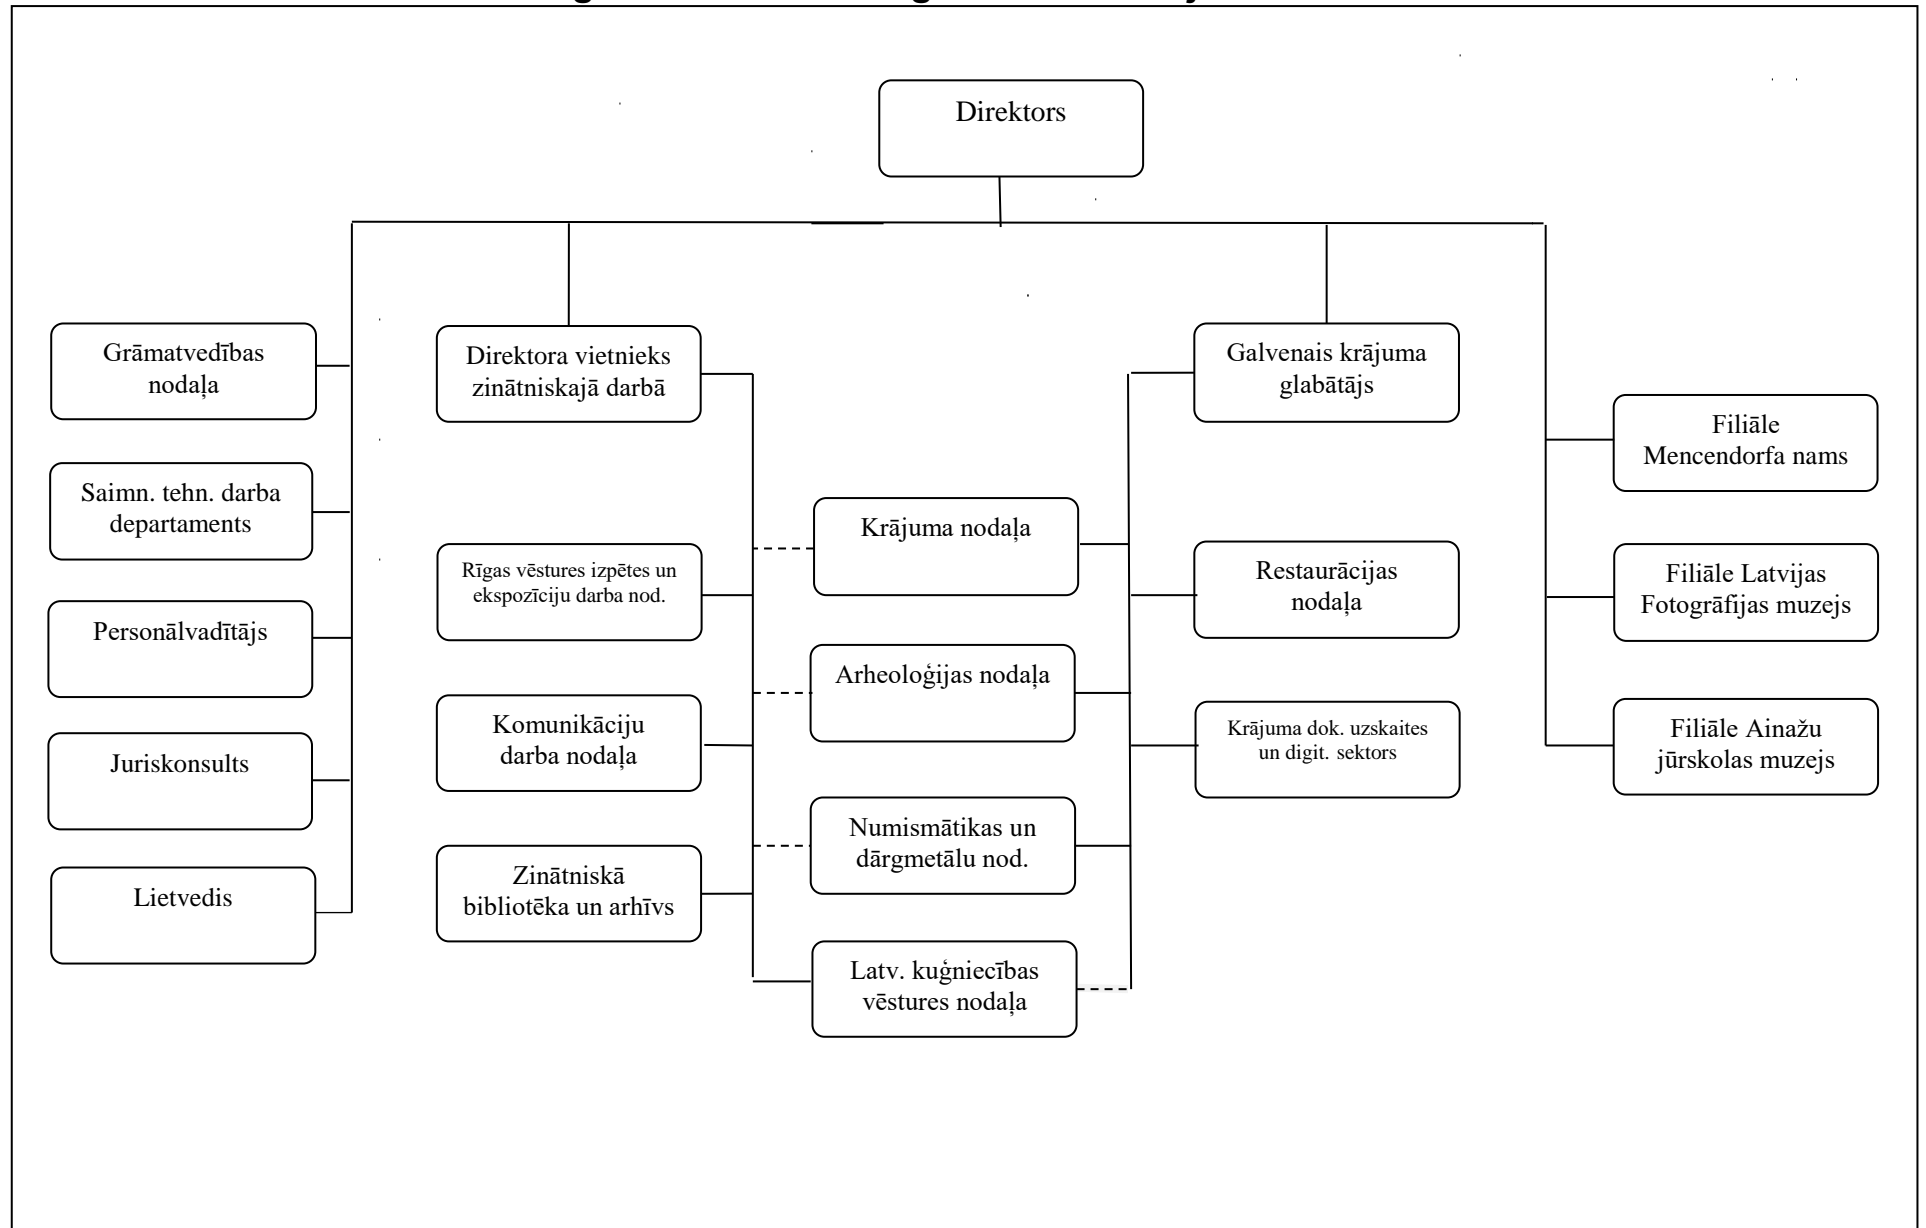 Direktors
Grāmatvedības
nodaļa
Saimn. tehn. darba
departaments
Personālvadītājs
Juriskonsults
Lietvedis
Direktora vietnieks
zinātniskajā darbā
Rīgas vēstures izpētes un
ekspozīciju darba nod.
Komunikāciju
darba nodaļa
Zinātniskā
bibliotēka un arhīvs
Krājuma nodaļa
Arheoloģijas nodaļa
Numismātikas un
dārgmetālu nod.
Latv. kuģniecības
vēstures nodaļa
Galvenais krājuma
glabātājs
Restaurācijas
nodaļa
Krājuma dok. uzskaites
un digit. sektors
Filiāle
Mencendorfa nams
Filiāle Latvijas
Fotogrāfijas muzejs
Filiāle Ainažu
jūrskolas muzejs